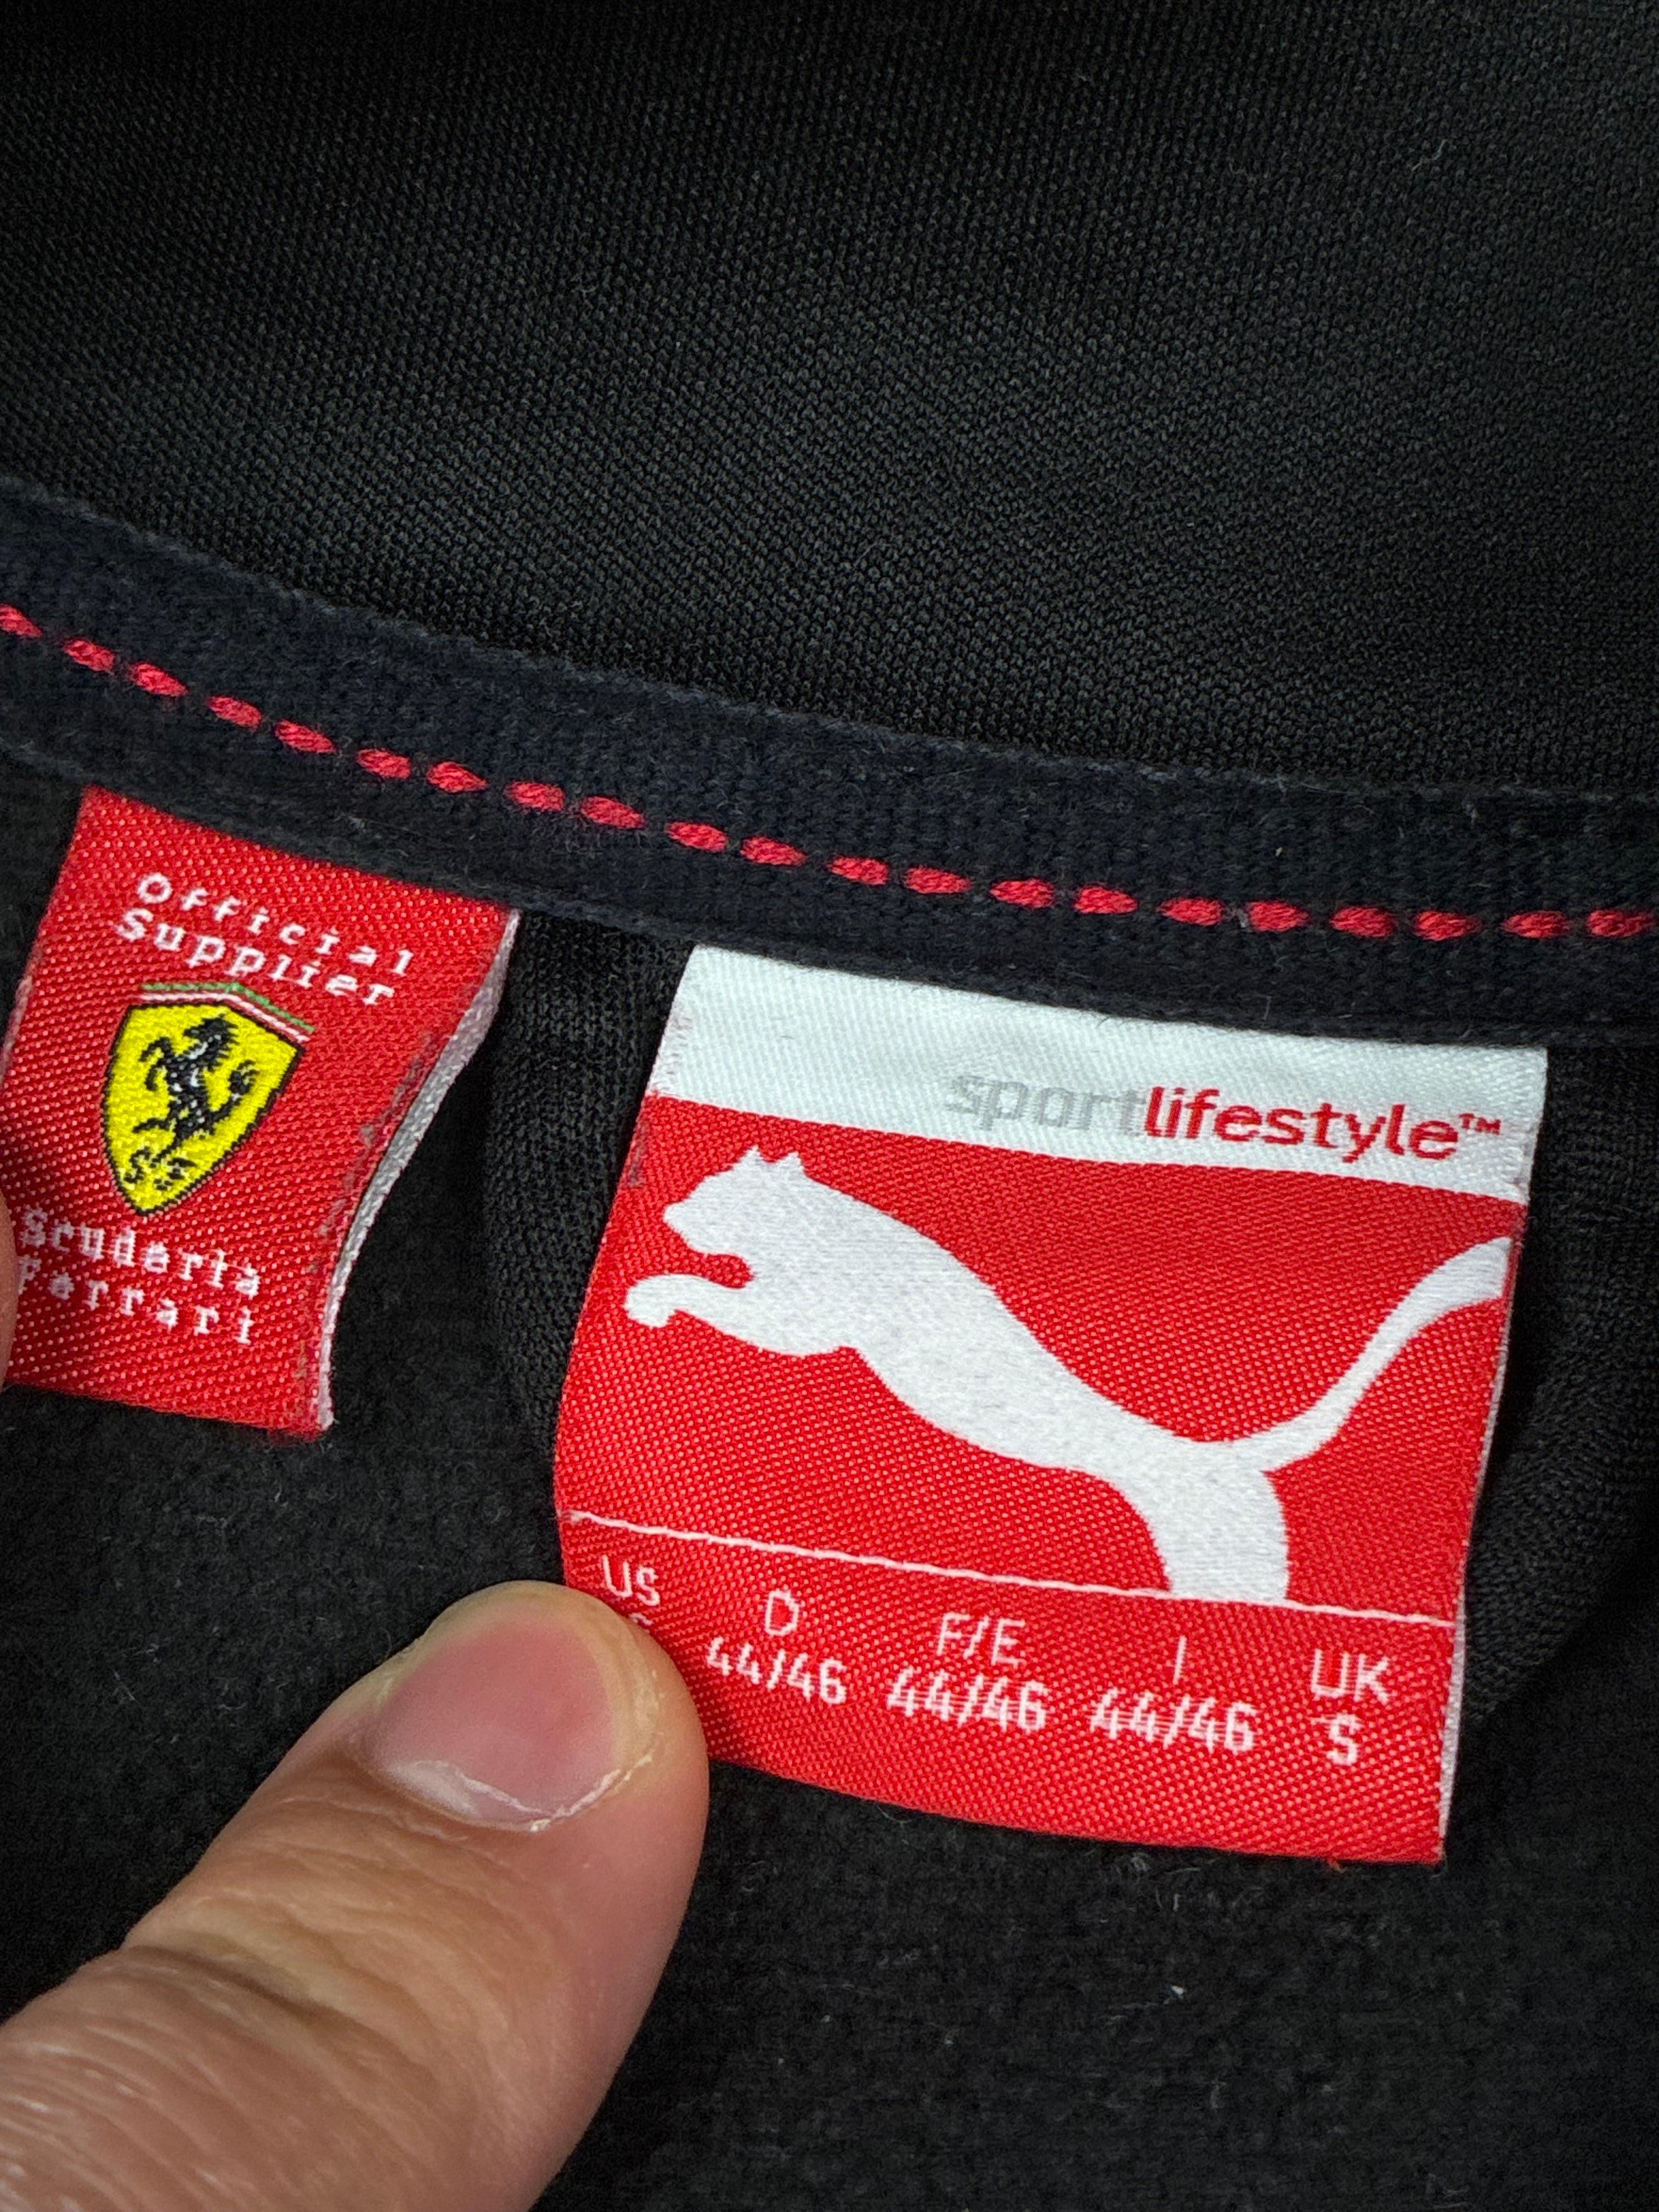 Official
Supplier
S F
Scuderia
Ferrari
sportlifestyle™
US D F/E I UK
44/46 44/46 44/46 S